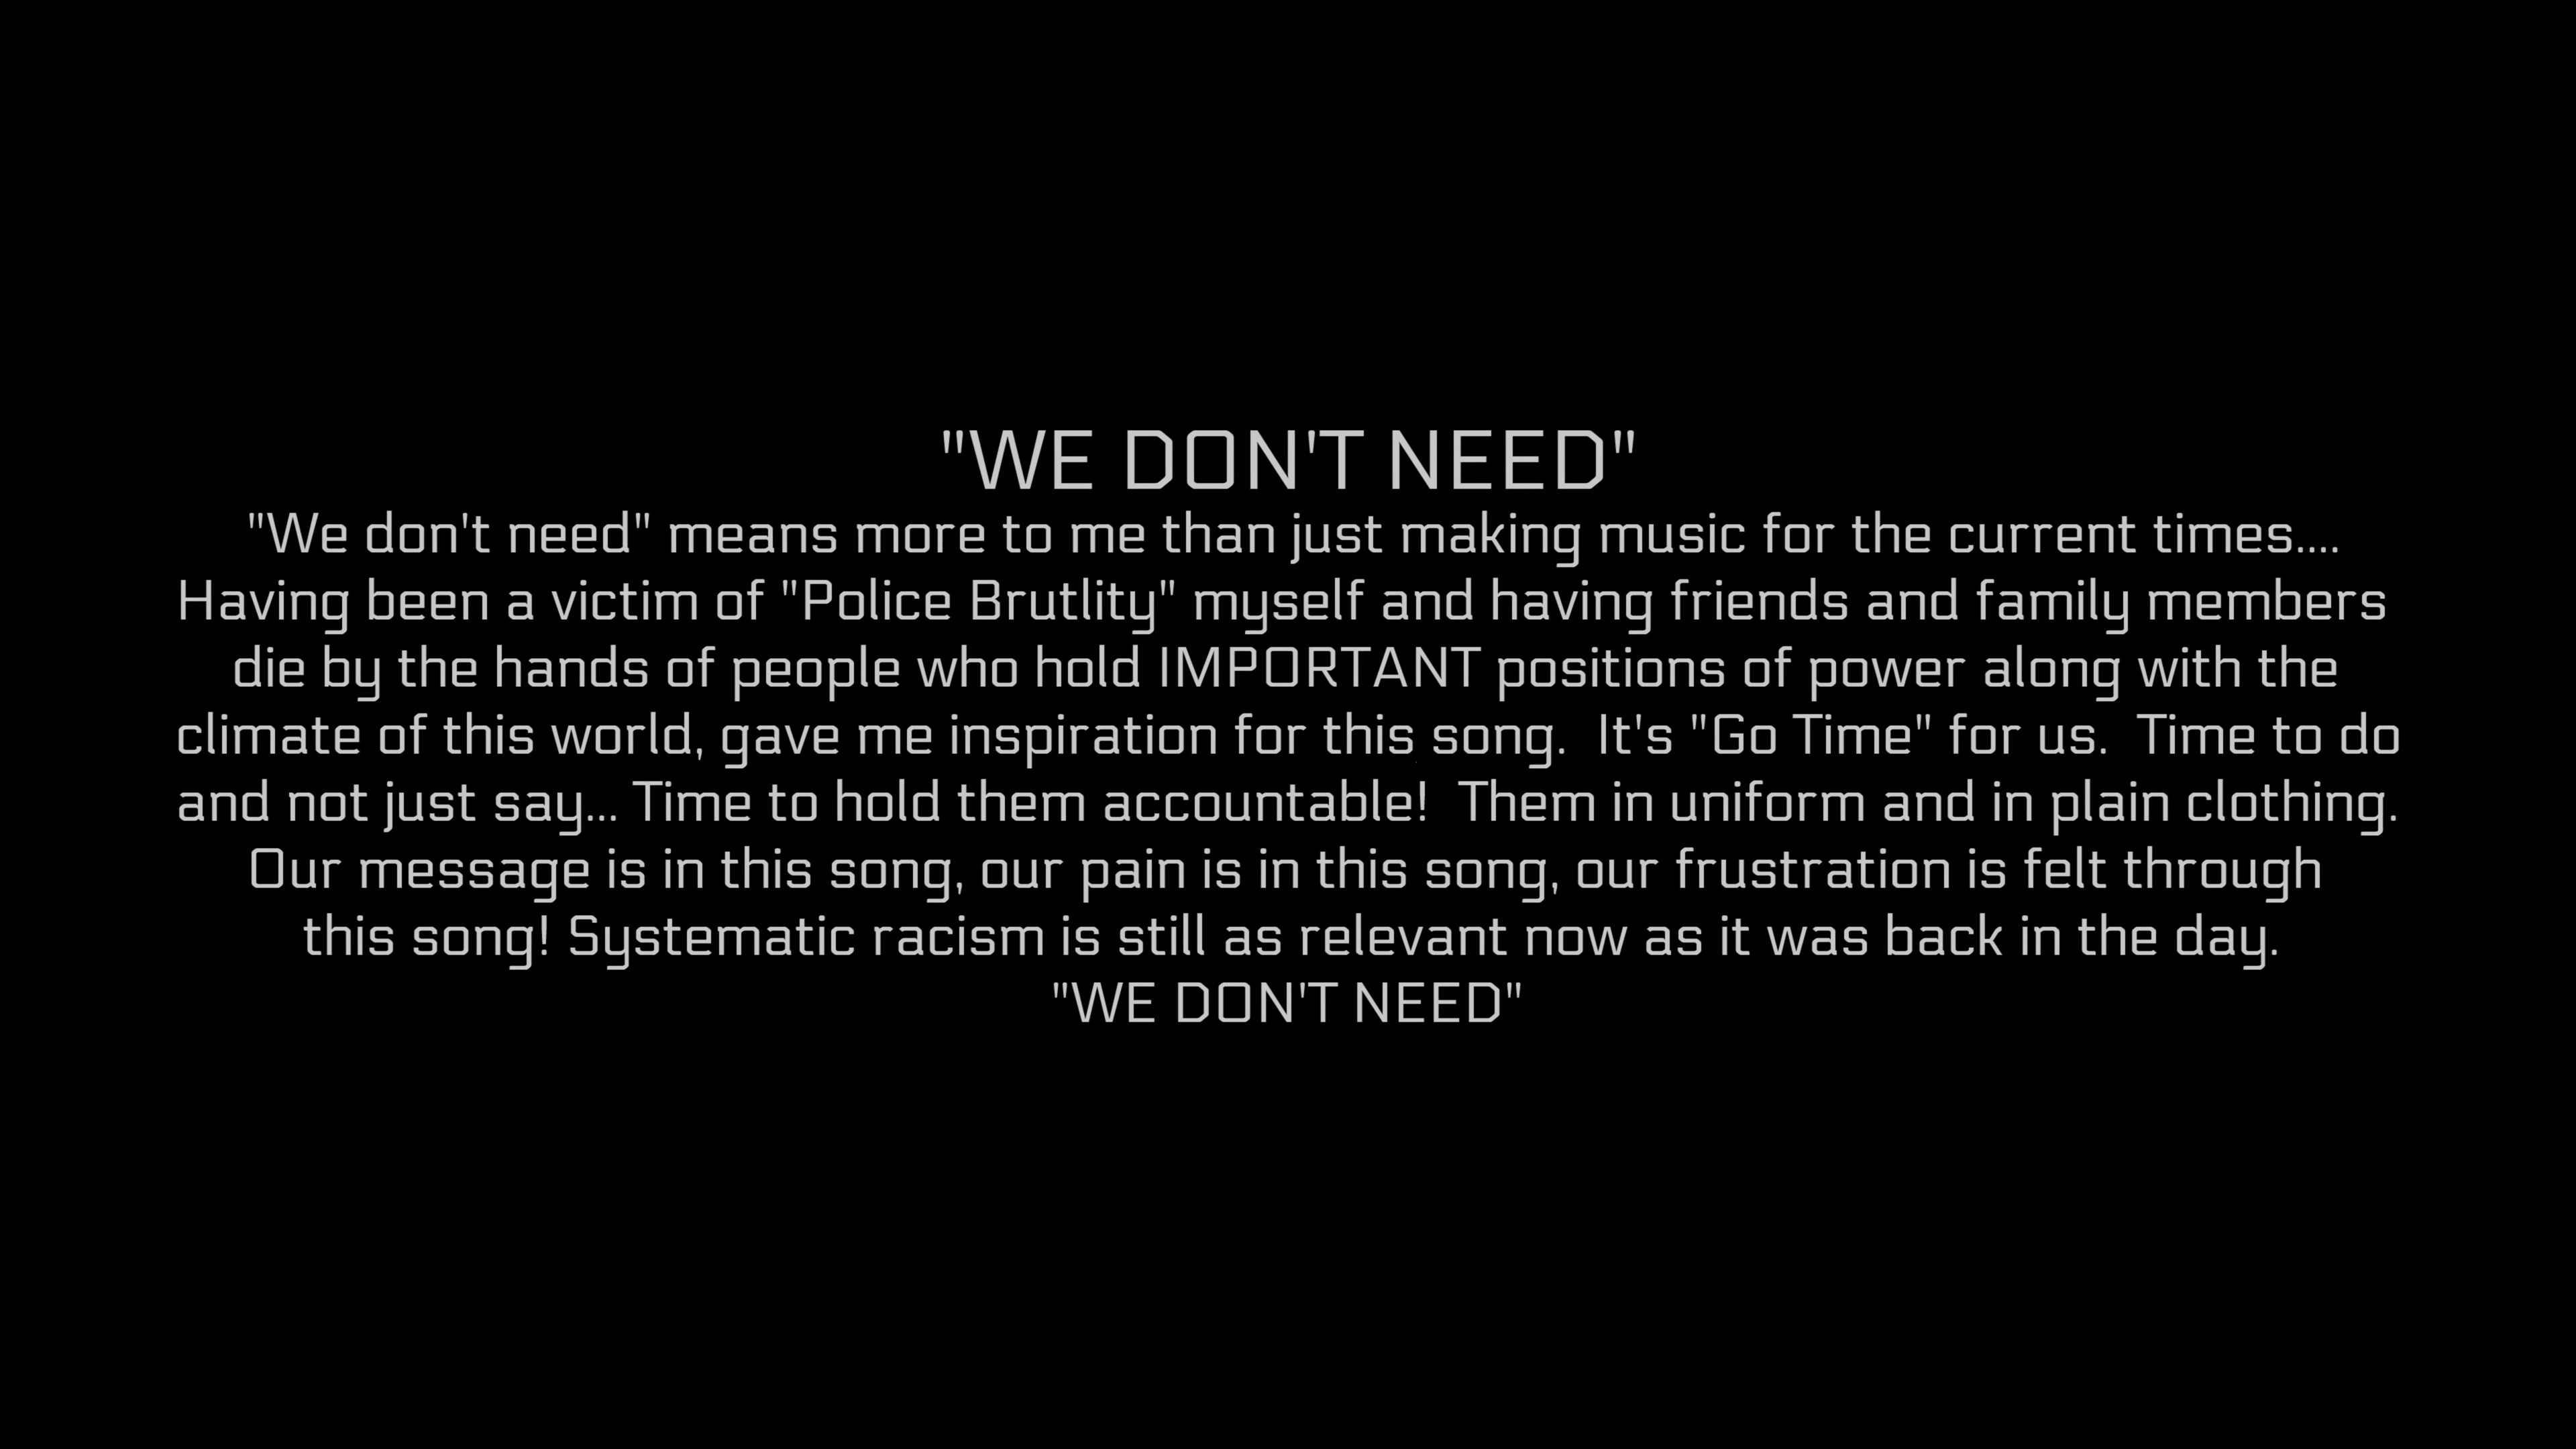 "WE DON'T NEED"
"We don't need" means more to me than just making music for the current times....
Having been a victim of "Police Brutlity" myself and having friends and family members
die by the hands of people who hold IMPORTANT positions of power along with the
climate of this world, gave me inspiration for this song.  It's "Go Time" for us.  Time to do
and not just say... Time to hold them accountable!  Them in uniform and in plain clothing.
Our message is in this song, our pain is in this song, our frustration is felt through
this song! Systematic racism is still as relevant now as it was back in the day.
"WE DON'T NEED"